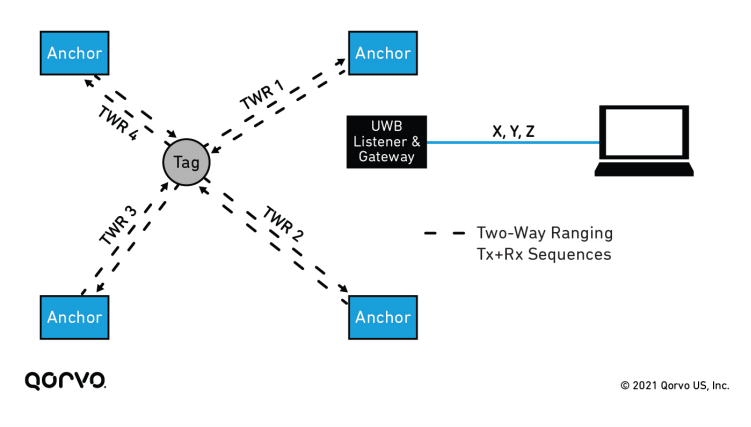 Anchor
Anchor
TWR 1
TWR 4
UWB
Listener &
Gateway
X, Y, Z
Tag
TWR 3
TWR 2
Two-Way Ranging
Tx+Rx Sequences
Anchor
Anchor
QORVO
© 2021 Qorvo US, Inc.